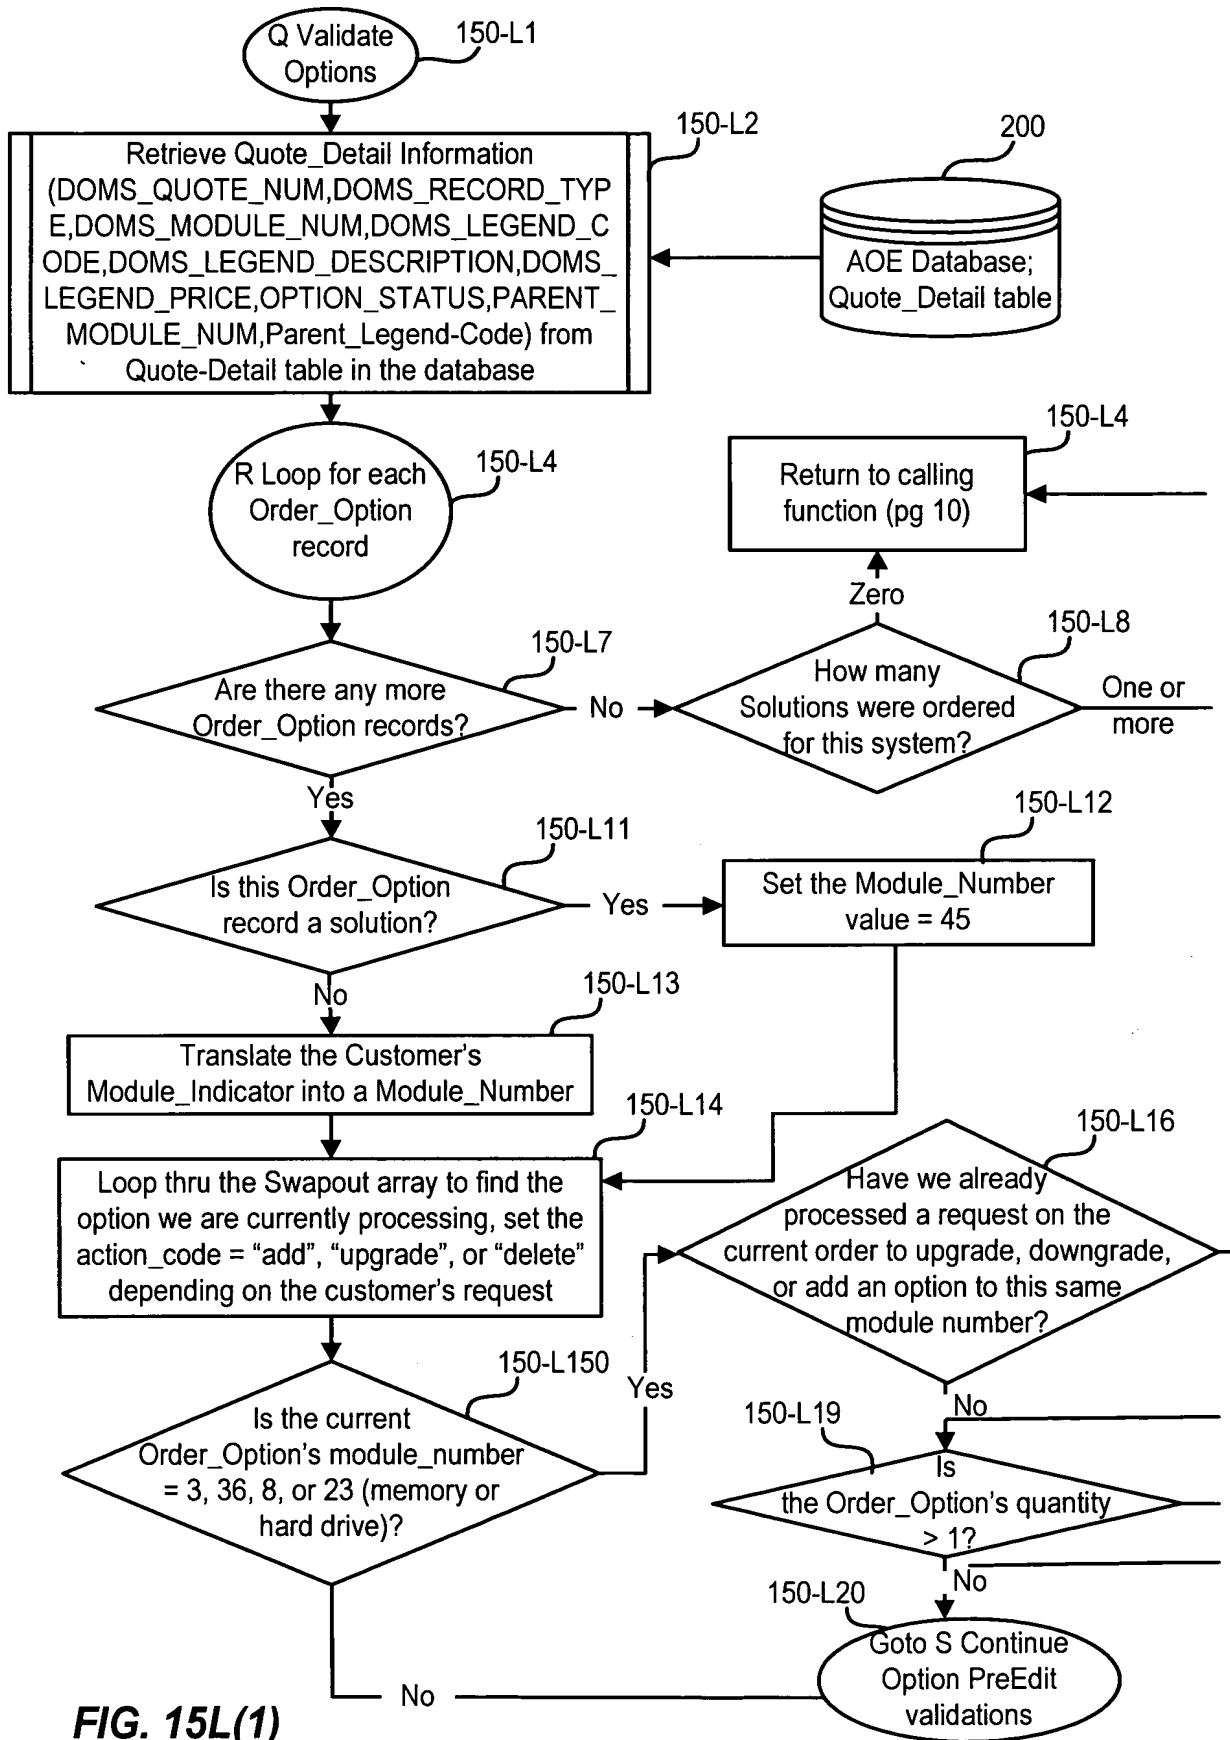 Q Validate
Options
150-L1
150-L2
Retrieve Quote_Detail Information
(DOMS_QUOTE_NUM,DOMS_RECORD_TYP
E,DOMS_MODULE_NUM,DOMS_LEGEND_C
ODE,DOMS_LEGEND_DESCRIPTION,DOMS_
LEGEND_PRICE,OPTION_STATUS,PARENT_
MODULE_NUM,Parent_Legend-Code) from
Quote-Detail table in the database
200
AOE Database;
Quote_Detail table
R Loop for each
Order_Option
record
150-L4
150-L4
Return to calling
function (pg 10)
Zero
150-L7
Are there any more
Order_Option records?
No
150-L8
How many
Solutions were ordered
for this system?
One or
more
Yes
150-L11
Is this Order_Option
record a solution?
Yes
150-L12
Set the Module_Number
value = 45
No
150-L13
Translate the Customer's
Module_Indicator into a Module_Number
150-L14
Loop thru the Swapout array to find the
option we are currently processing, set the
action_code = “add”, “upgrade”, or “delete”
depending on the customer's request
150-L16
Have we already
processed a request on the
current order to upgrade, downgrade,
or add an option to this same
module number?
150-L150
Is the current
Order_Option's module_number
= 3, 36, 8, or 23 (memory or
hard drive)?
Yes
No
150-L19
Is
the Order_Option's quantity
> 1?
No
150-L20
Goto S Continue
Option PreEdit
validations
No
FIG. 15L(1)